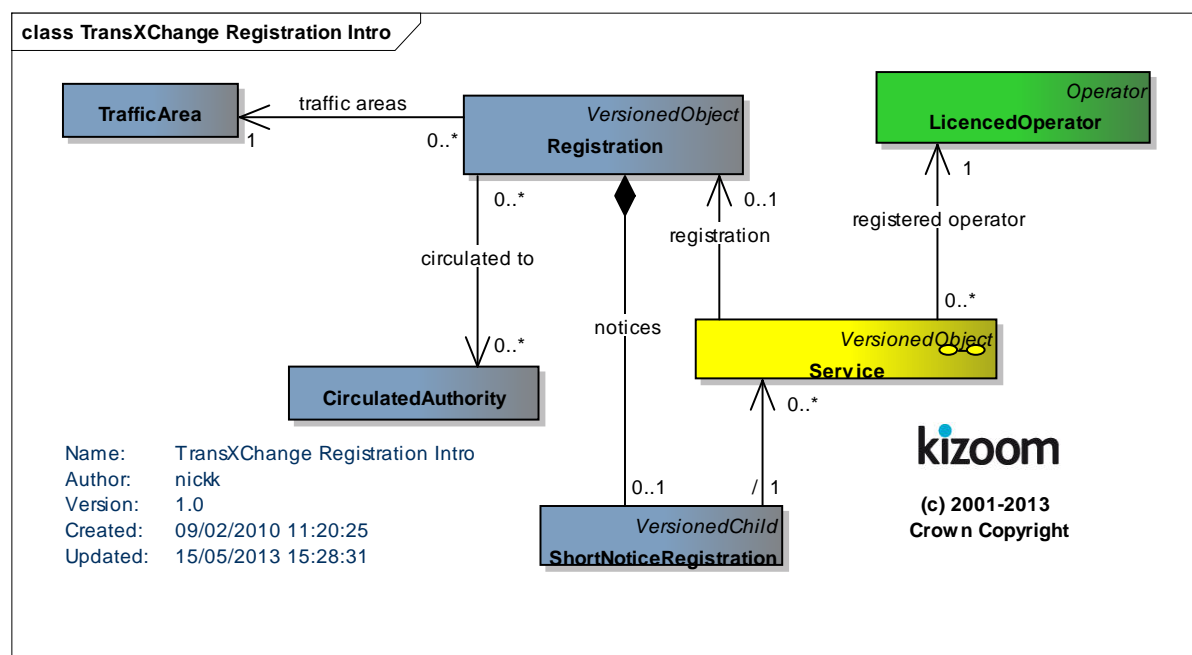 class TransXChange Registration Intro
TrafficArea
traffic areas
1
0..*
VersionedObject
Registration
Operator
LicencedOperator
0..*
circulated to
0..*
CirculatedAuthority
notices
0..1
0..1
registration
1
registered operator
0..*
VersionedObject
Service
0..*
/ 1
VersionedChild
ShortNoticeRegistration
Name: TransXChange Registration Intro
Author: nickk
Version: 1.0
Created: 09/02/2010 11:20:25
Updated: 15/05/2013 15:28:31
kizoom
(c) 2001-2013
Crown Copyright